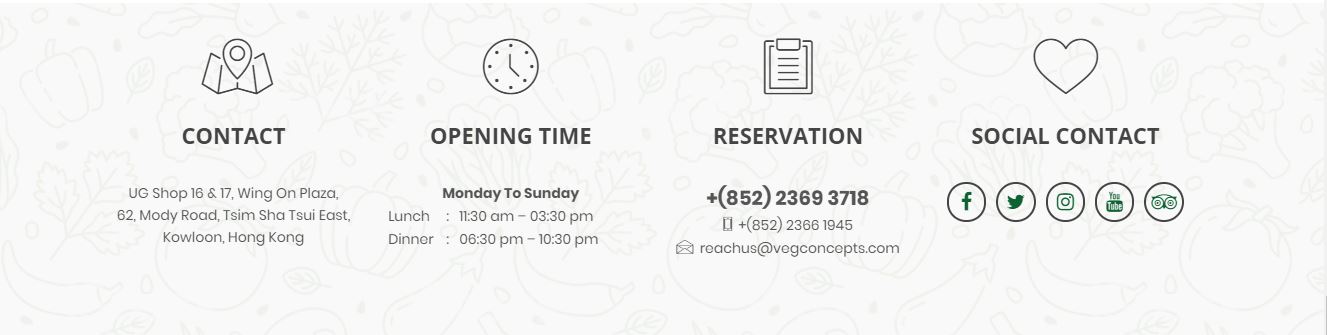 CONTACT
UG Shop 16 & 17, Wing On Plaza,
62, Mody Road, Tsim Sha Tsui East,
Kowloon, Hong Kong
OPENING TIME
Monday To Sunday
Lunch : 11:30 am – 03:30 pm
Dinner : 06:30 pm – 10:30 pm
RESERVATION
+(852) 2369 3718
+(852) 2366 1945
reachus@vegconcepts.com
SOCIAL CONTACT
You
Tube